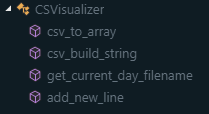 CSVisualizer
csv_to_array
csv_build_string
get_current_day_filename
add_new_line